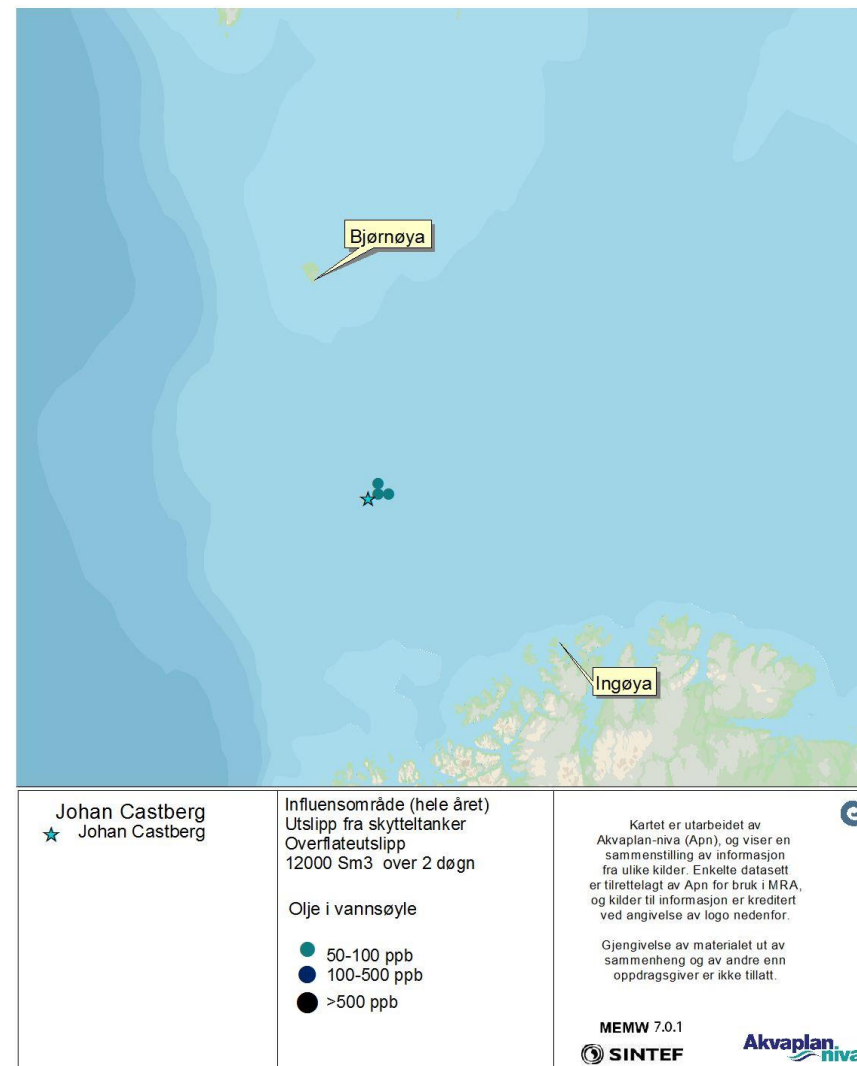 Bjørnøya
Ingøya
Johan Castberg
Johan Castberg
Influensområde (hele året)
Utslipp fra skytteltanker
Overflateutslipp
12000 Sm3 over 2 døgn
Olje i vannsøyle
50-100 ppb
100-500 ppb
>500 ppb
Kartet er utarbeidet av
Akvaplan-niva (Apn), og viser en
sammenstilling av informasjon
fra ulike kilder. Enkelte datasett
er tilrettelagt av Apn for bruk i MRA,
og kilder til informasjon er kreditert
ved angivelse av logo nedenfor.
Gjengivelse av materialet ut av
sammenheng og av andre enn
oppdragsgiver er ikke tillatt.
MEMW 7.0.1
SINTEF
Akvaplan
niva